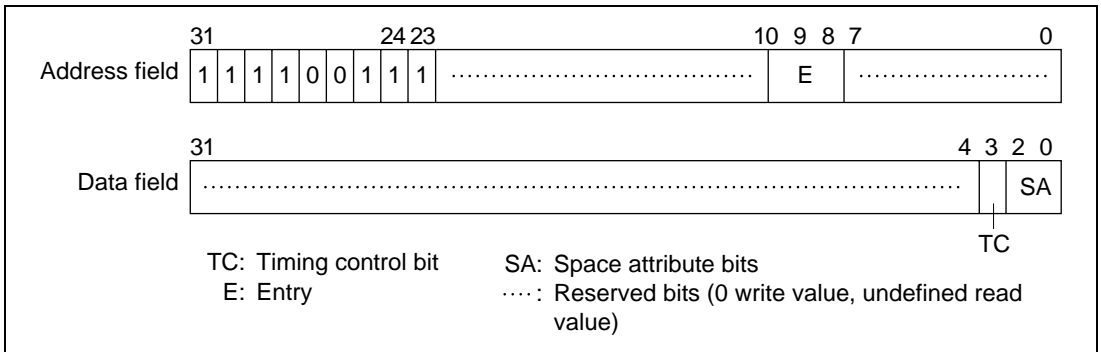 31 24 23 10 9 8 7 0
Address field 1 1 1 1 0 0 1 1 1 ........................................ E .........................
31 4 3 2 0
Data field .................................................................................................... SA
TC
TC: Timing control bit SA: Space attribute bits
E: Entry ····: Reserved bits (0 write value, undefined read
value)